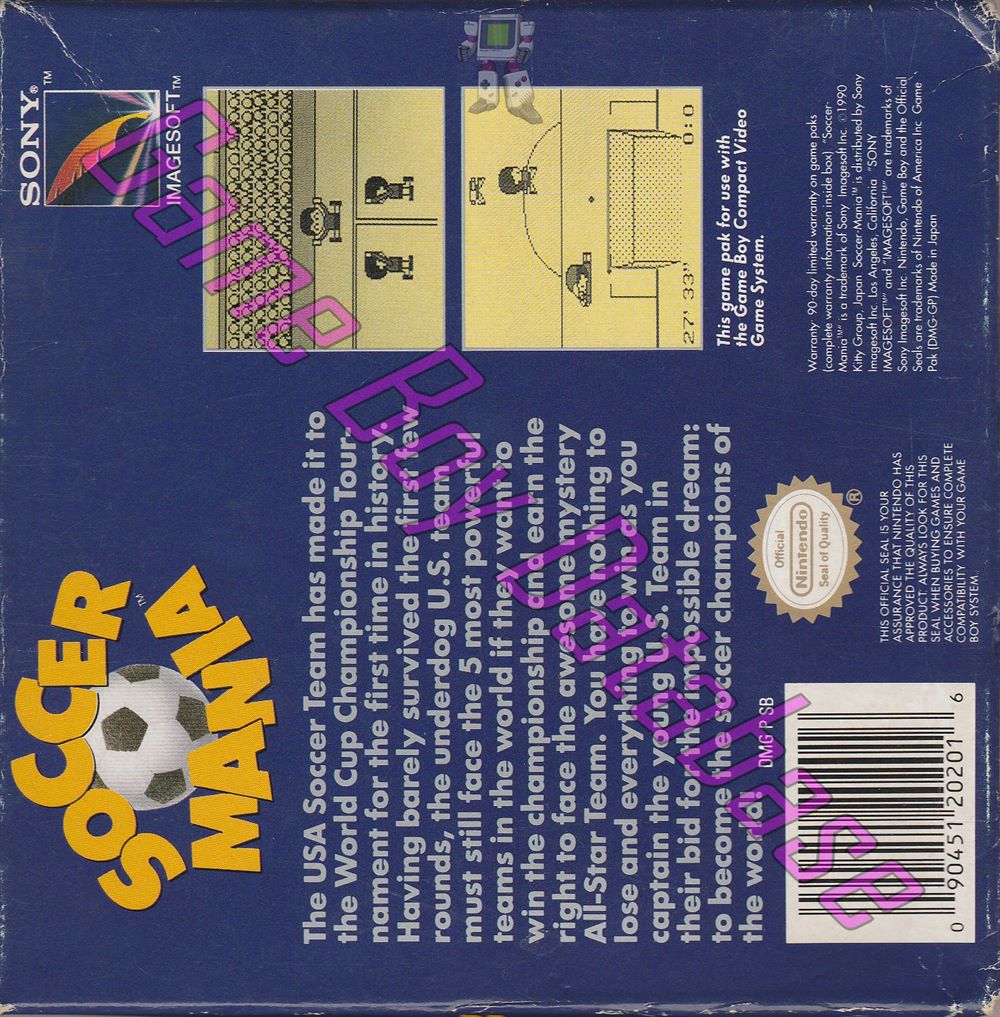 SOCCER
MANIA
TM
SONY®
TM
IMAGESOFT TM
The USA Soccer Team has made it to
the World Cup Championship Tour-
nament for the first time in history.
Having barely survived the first few
rounds, the underdog U.S. team
must still face the 5 most powerful
teams in the world if they want to
win the championship and earn the
right to face the awesome mystery
All-Star Team. You have nothing to
lose and everything to win as you
captain the young U.S. Team in
their bid for the impossible dream:
to become the soccer champions of
the world!
27' 33"
0:0
This game pak for use with
the Game Boy Compact Video
Game System.
DMG-P-SB
0 90451 20201 6
Official
Nintendo
Seal of Quality
®
THIS OFFICIAL SEAL IS YOUR
ASSURANCE THAT NINTENDO HAS
APPROVED THE QUALITY OF THIS
PRODUCT. ALWAYS LOOK FOR THIS
SEAL WHEN BUYING GAMES AND
ACCESSORIES TO ENSURE COMPLETE
COMPATIBILITY WITH YOUR GAME
BOY SYSTEM.
Warranty: 90-day limited warranty on game paks
(complete warranty information inside box). "Soccer-
Mania™" is a trademark of Sony Imagesoft Inc. ©1990
Kitty Group, Japan. Soccer-Mania™ is distributed by Sony
Imagesoft Inc. Los Angeles, California. "SONY
IMAGESOFT™" and "IMAGESOFT™" are trademarks of
Sony Imagesoft Inc. Nintendo, Game Boy and the Official
Seals are trademarks of Nintendo of America Inc. Game
Pak (DMG-GP) Made in Japan
Game Boy Database